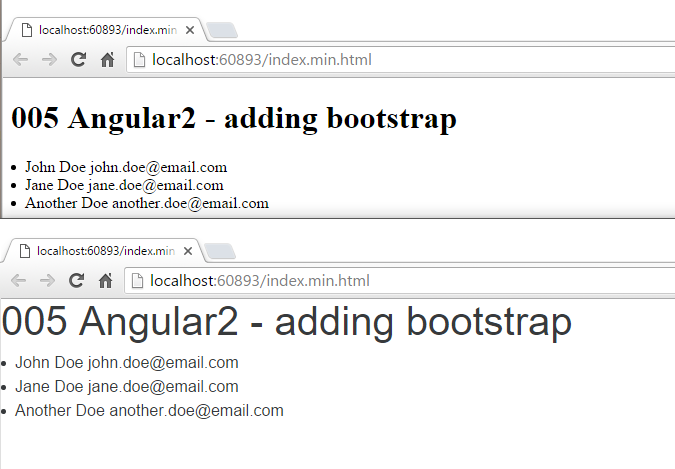 localhost:60893/index.min
localhost:60893/index.min.html
005 Angular2 - adding bootstrap
John Doe john.doe@email.com
Jane Doe jane.doe@email.com
Another Doe another.doe@email.com
localhost:60893/index.min
localhost:60893/index.min.html
005 Angular2 - adding bootstrap
John Doe john.doe@email.com
Jane Doe jane.doe@email.com
Another Doe another.doe@email.com